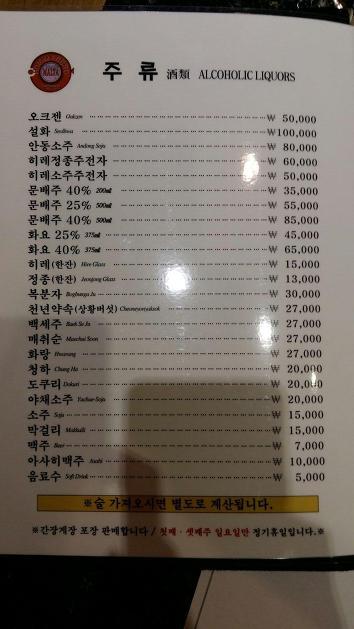 주 류 酒類 ALCOHOLIC LIQUORS
오크젠 ₩ 50,000
설화 Seolhwa ₩100,000
안동소주 Andong Soju ₩ 80,000
히레정종주전자 ₩ 60,000
히레소주주전자 ₩ 50,000
문배주 40% 200㎖ ₩ 35,000
문배주 25% 500㎖ ₩ 55,000
문배주 40% 500㎖ ₩ 85,000
화요 25% 375㎖ ₩ 45,000
화요 40% 375㎖ ₩ 65,000
히레(한잔) Hire Glass ₩ 15,000
정종(한잔) Jeongjong Glass ₩ 13,000
복분자 Bogbunja Ju ₩ 30,000
천년약속(상황버섯) Cheonnyeonyaksok ₩ 27,000
백세주 Baek Se Ju ₩ 27,000
매취순 Maechui Soon ₩ 27,000
화랑 Hwarang ₩ 27,000
청하 Chung Ha ₩ 20,000
도쿠리 Dokuri ₩ 20,000
야채소주 Yachae-Soju ₩ 20,000
소주 Soju ₩ 15,000
막걸리 Makkolli ₩ 15,000
맥주 Beer ₩ 7,000
아사히맥주 Asahi ₩ 10,000
음료수 Soft Drink ₩ 5,000
※술 가져오시면 별도로 계산됩니다.
※간장게장 포장 판매합니다 / 첫째 · 셋째주 일요일만 정기휴일입니다.※